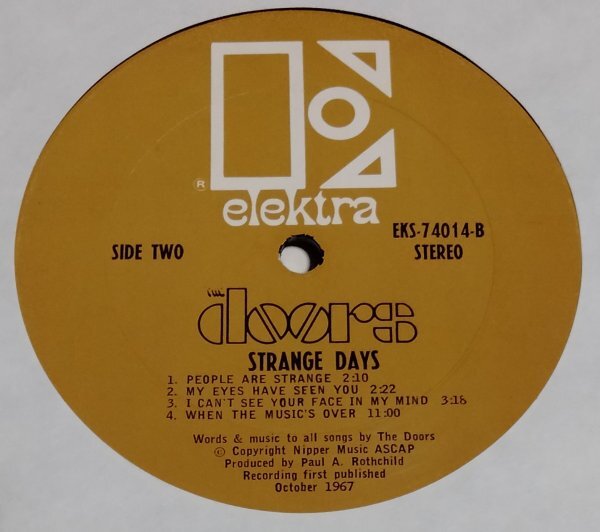 ®
elektra
EKS-74014-B
SIDE TWO
STEREO
THE
doors
STRANGE DAYS
1. PEOPLE ARE STRANGE 2:10
2. MY EYES HAVE SEEN YOU 2:22
3. I CAN'T SEE YOUR FACE IN MY MIND 3:18
4. WHEN THE MUSIC'S OVER 11:00
Words & music to all songs by The Doors
© Copyright Nipper Music ASCAP
Produced by Paul A. Rothchild
Recording first published
October 1967